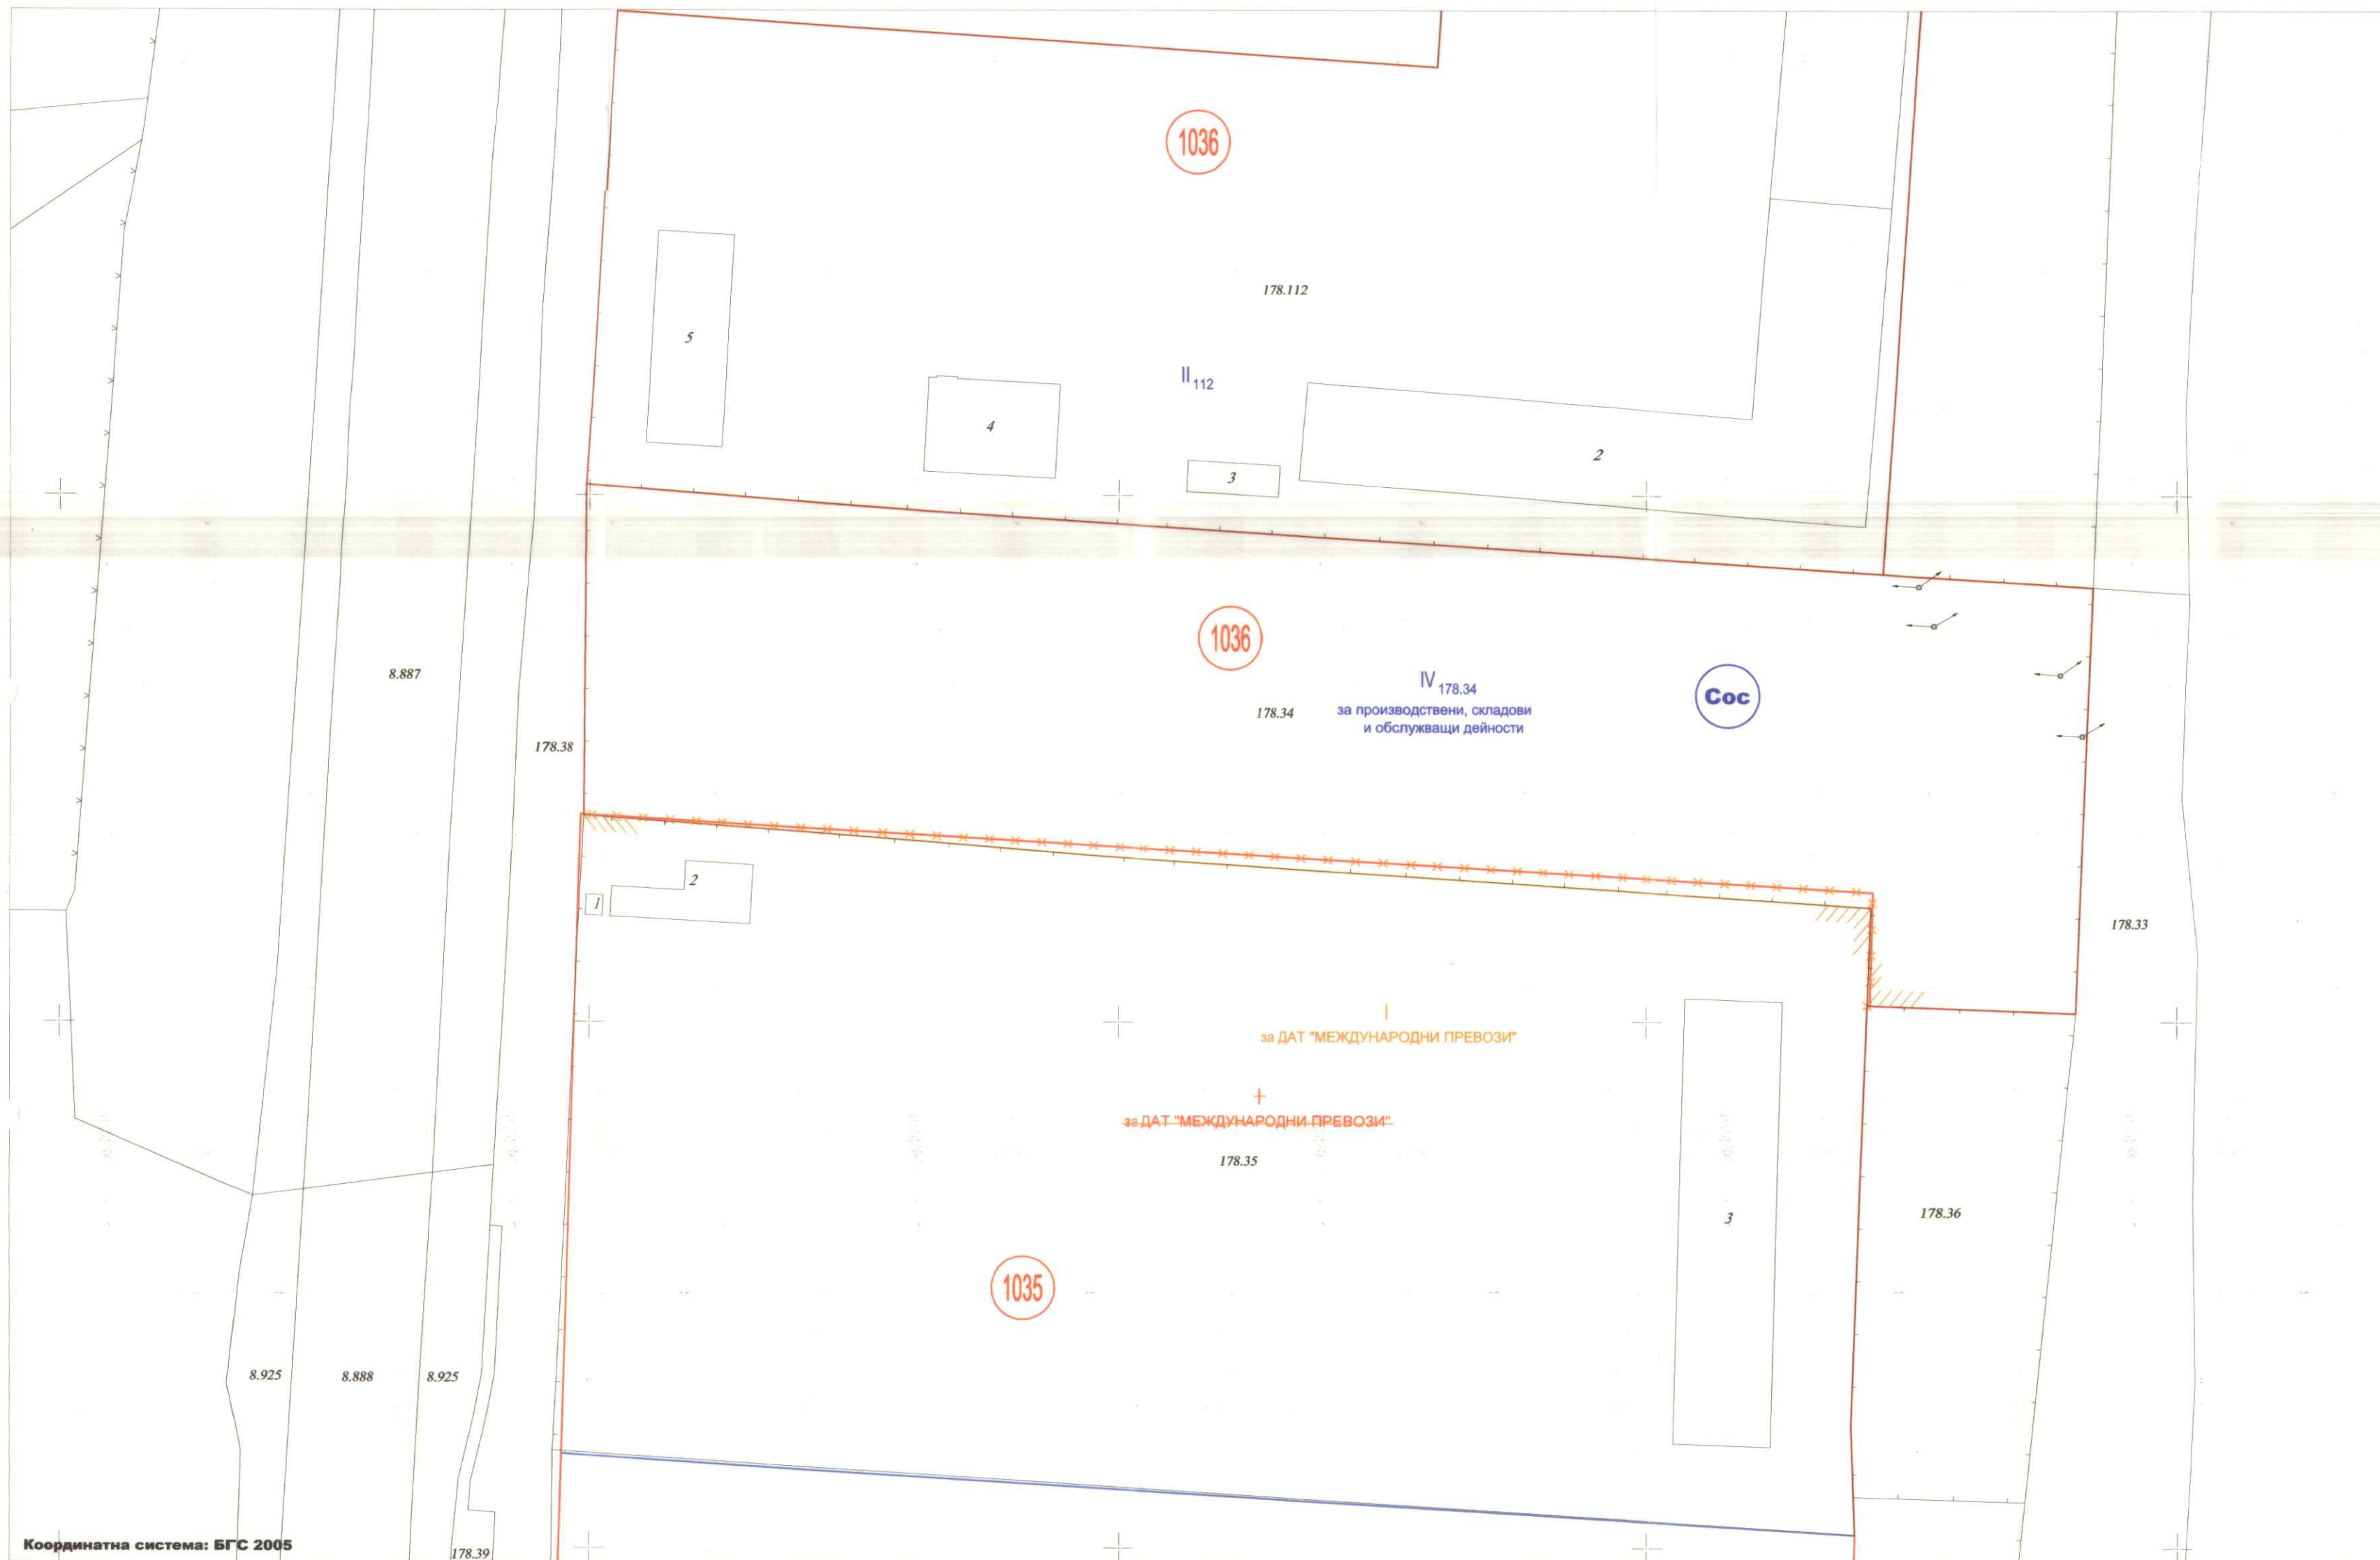 1036
178.112
5
II 112
4
2
3
1036
8.887
IV 178.34
Сос
178.34
за производствени, складови
и обслужващи дейности
178.38
2
1
178.33
I
за ДАТ "МЕЖДУНАРОДНИ ПРЕВОЗИ"
I
за ДАТ "МЕЖДУНАРОДНИ ПРЕВОЗИ"
178.35
178.36
3
1035
8.925
8.888
8.925
Координатна система: БГС 2005
178.39